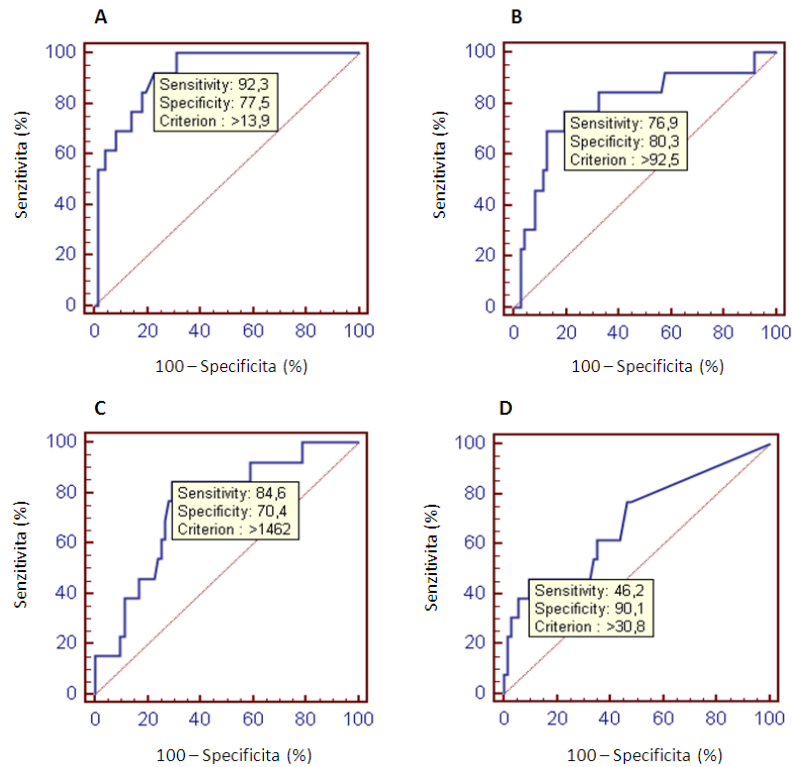 A
Senzitivita (%)
100
80
60
40
20
0
Sensitivity: 92,3
Specificity: 77,5
Criterion : >13,9
0 20 40 60 80 100
100 – Specificita (%)
B
Senzitivita (%)
100
80
60
40
20
0
Sensitivity: 76,9
Specificity: 80,3
Criterion : >92,5
0 20 40 60 80 100
100 – Specificita (%)
C
Senzitivita (%)
100
80
60
40
20
0
Sensitivity: 84,6
Specificity: 70,4
Criterion : >1462
0 20 40 60 80 100
100 – Specificita (%)
D
Senzitivita (%)
100
80
60
40
20
0
Sensitivity: 46,2
Specificity: 90,1
Criterion : >30,8
0 20 40 60 80 100
100 – Specificita (%)